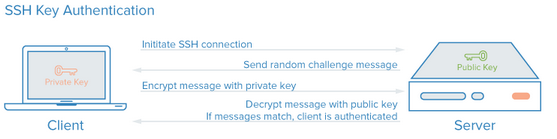 SSH Key Authentication
Inititate SSH connection
Send random challenge message
Private Key
Public Key
Encrypt message with private key
Decrypt message with public key
If messages match, client is authenticated
Client
Server